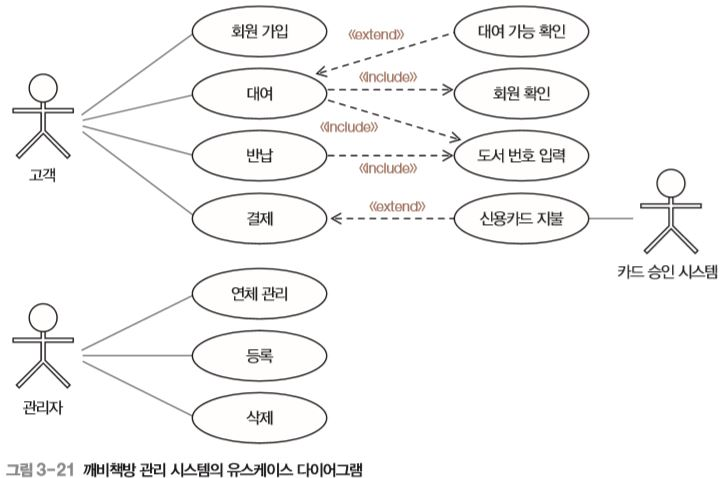 회원 가입
《extend》
대여 가능 확인
대여
《include》
회원 확인
《include》
고객
반납
《include》
도서 번호 입력
결제
《extend》
신용카드 지불
카드 승인 시스템
연체 관리
등록
관리자
삭제
그림 3-21 깨비책방 관리 시스템의 유스케이스 다이어그램